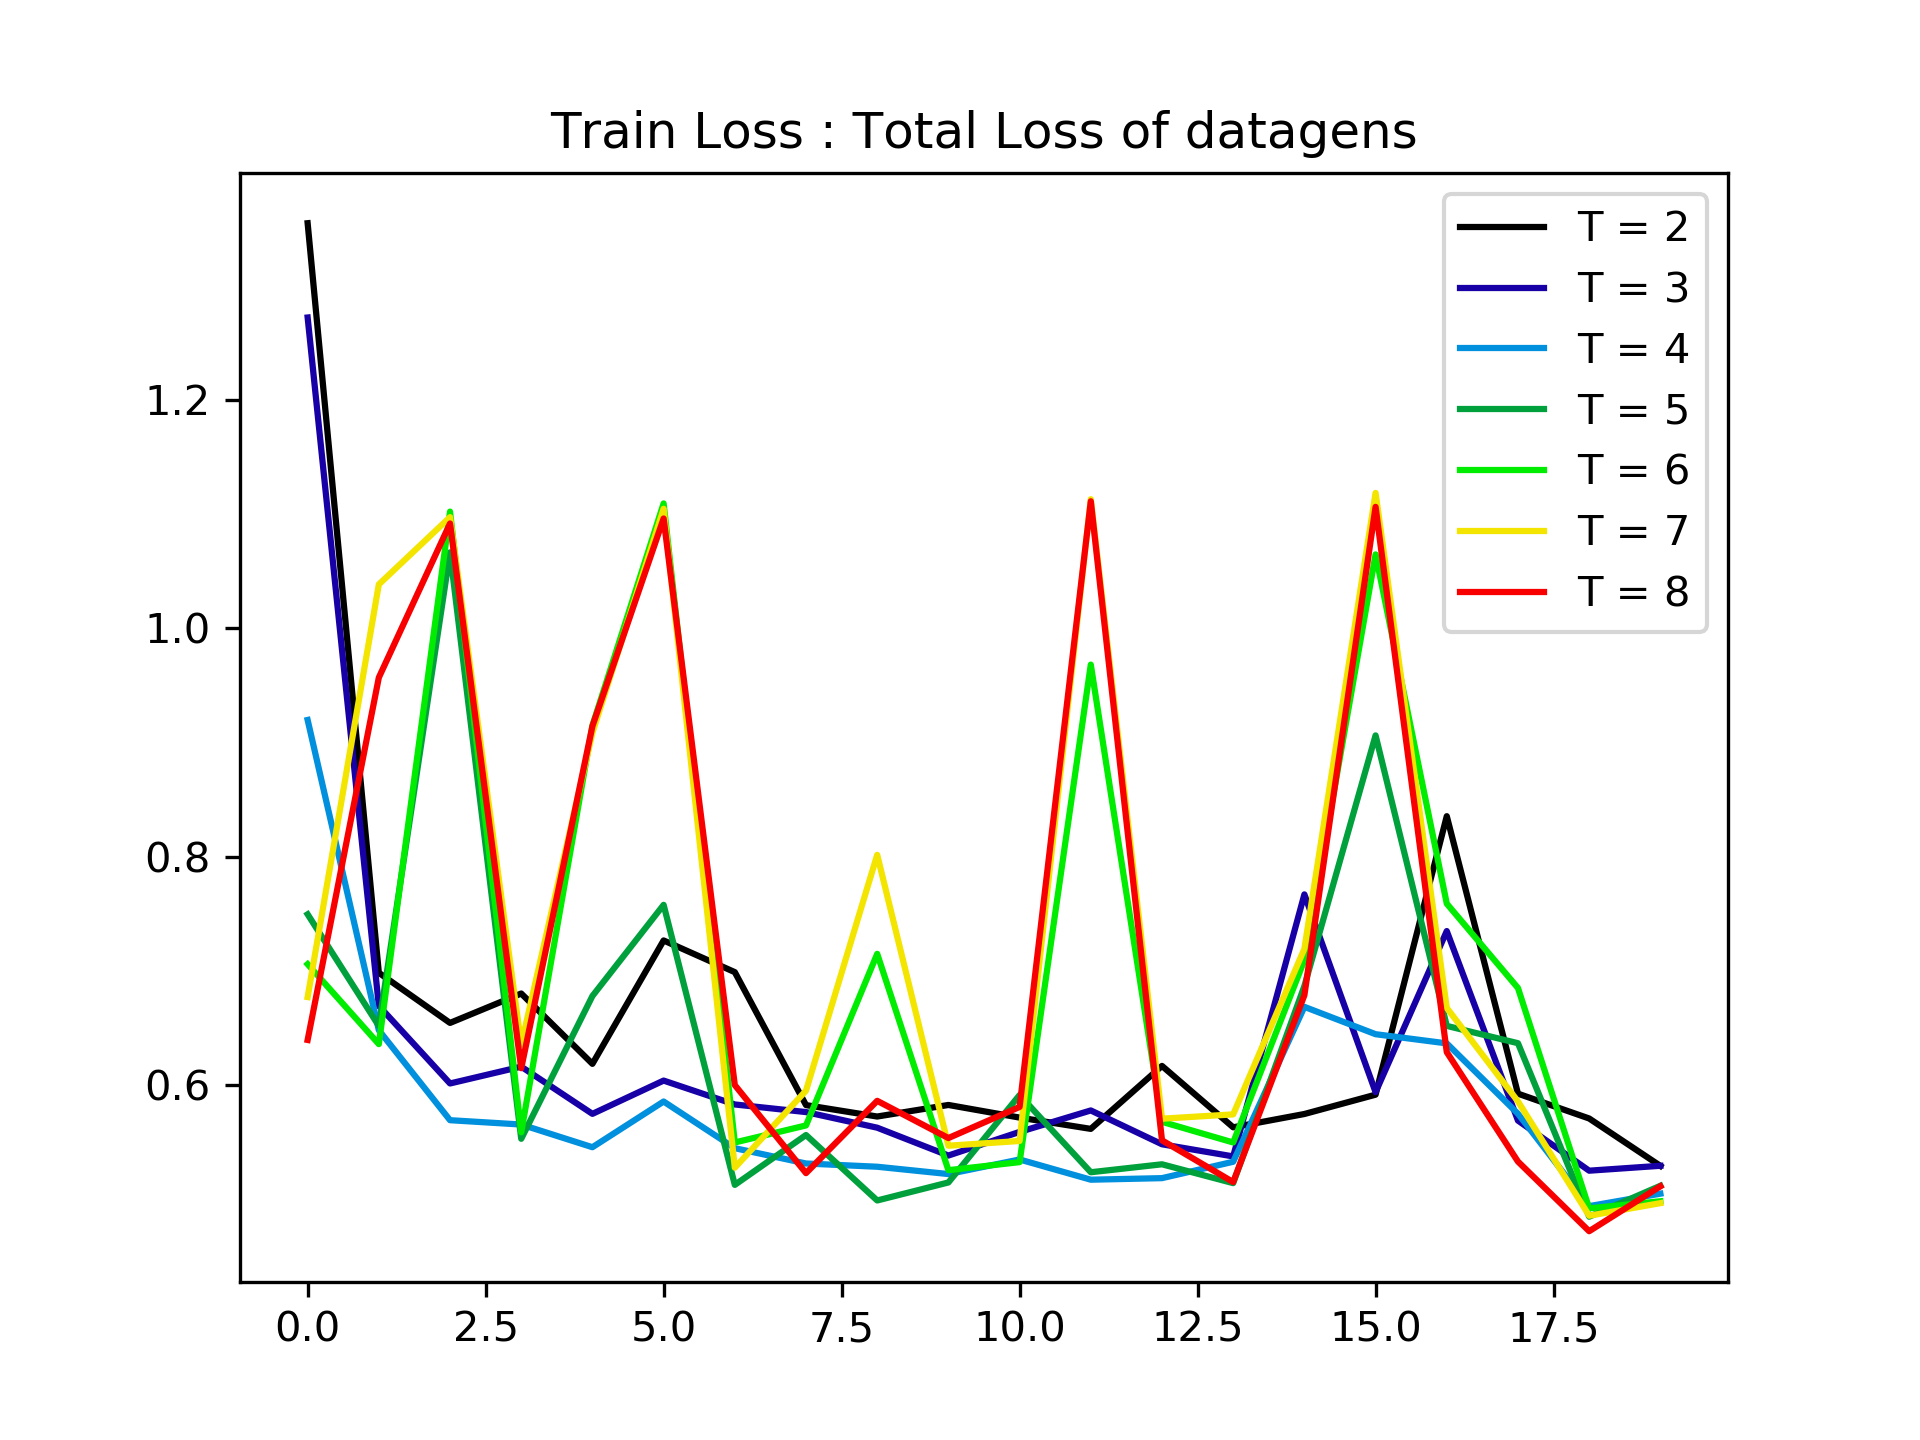 Train Loss : Total Loss of datagens
T = 2
T = 3
T = 4
T = 5
T = 6
T = 7
T = 8
1.2
1.0
0.8
0.6
0.0 2.5 5.0 7.5 10.0 12.5 15.0 17.5